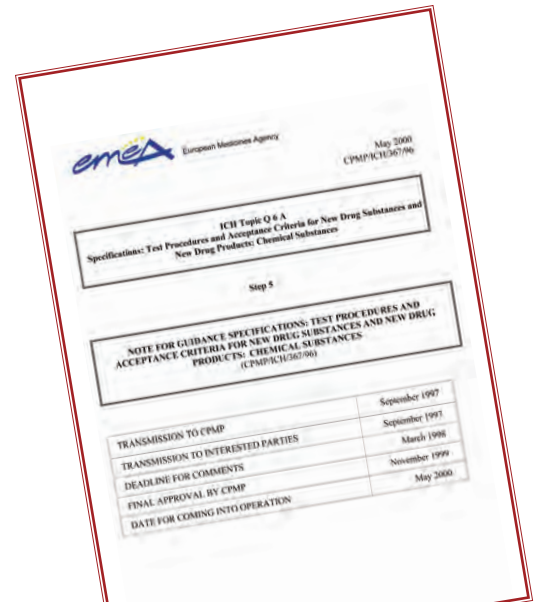 emea European Medicines Agency
May 2000
CPMP/ICH/367/96
ICH Topic Q 6 A
Specifications: Test Procedures and Acceptance Criteria for New Drug Substances and
New Drug Products: Chemical Substances
Step 5
NOTE FOR GUIDANCE SPECIFICATIONS: TEST PROCEDURES AND
ACCEPTANCE CRITERIA FOR NEW DRUG SUBSTANCES AND NEW DRUG
PRODUCTS: CHEMICAL SUBSTANCES
(CPMP/ICH/367/96)
TRANSMISSION TO CPMP September 1997
TRANSMISSION TO INTERESTED PARTIES September 1997
DEADLINE FOR COMMENTS March 1998
FINAL APPROVAL BY CPMP November 1999
DATE FOR COMING INTO OPERATION May 2000